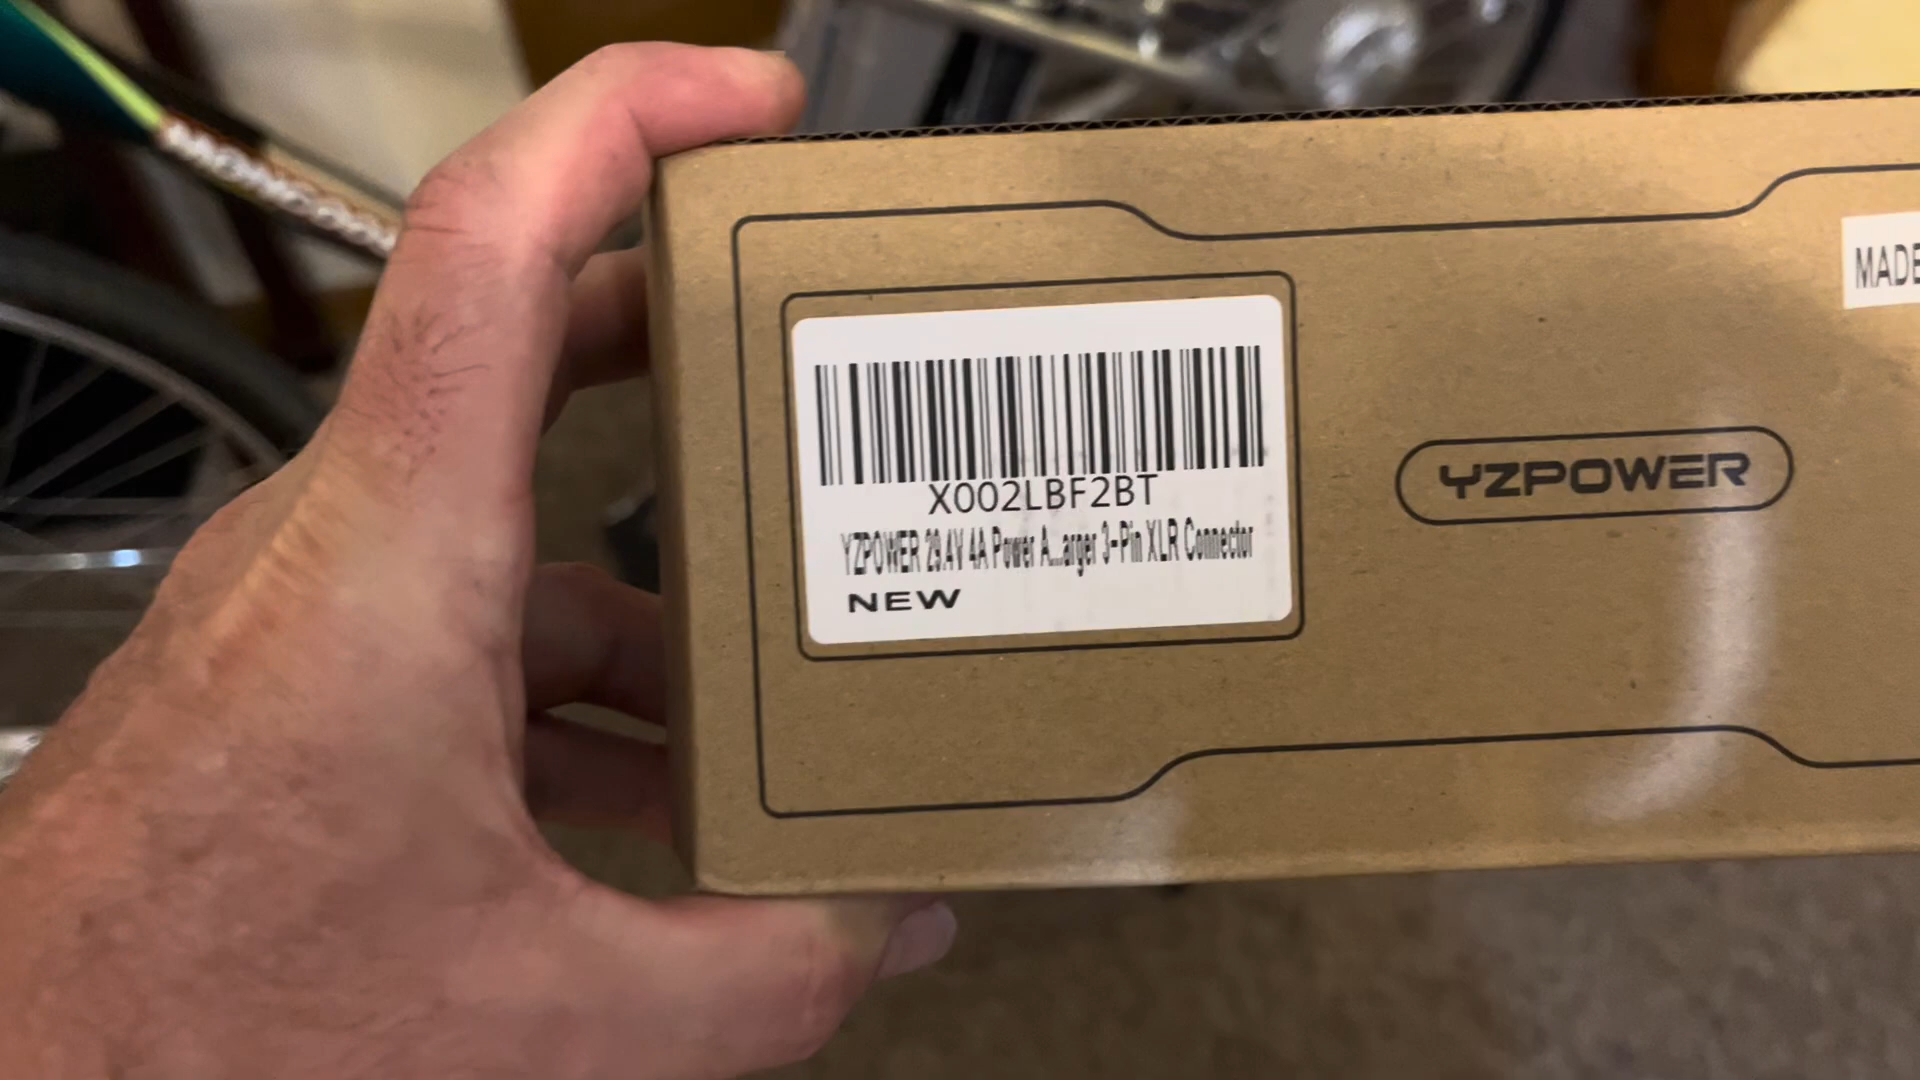 X002LBF2BT
YZPOWER 29.4V 4A Power A...arger 3-Pin XLR Connector
NEW
YZPOWER
MADE